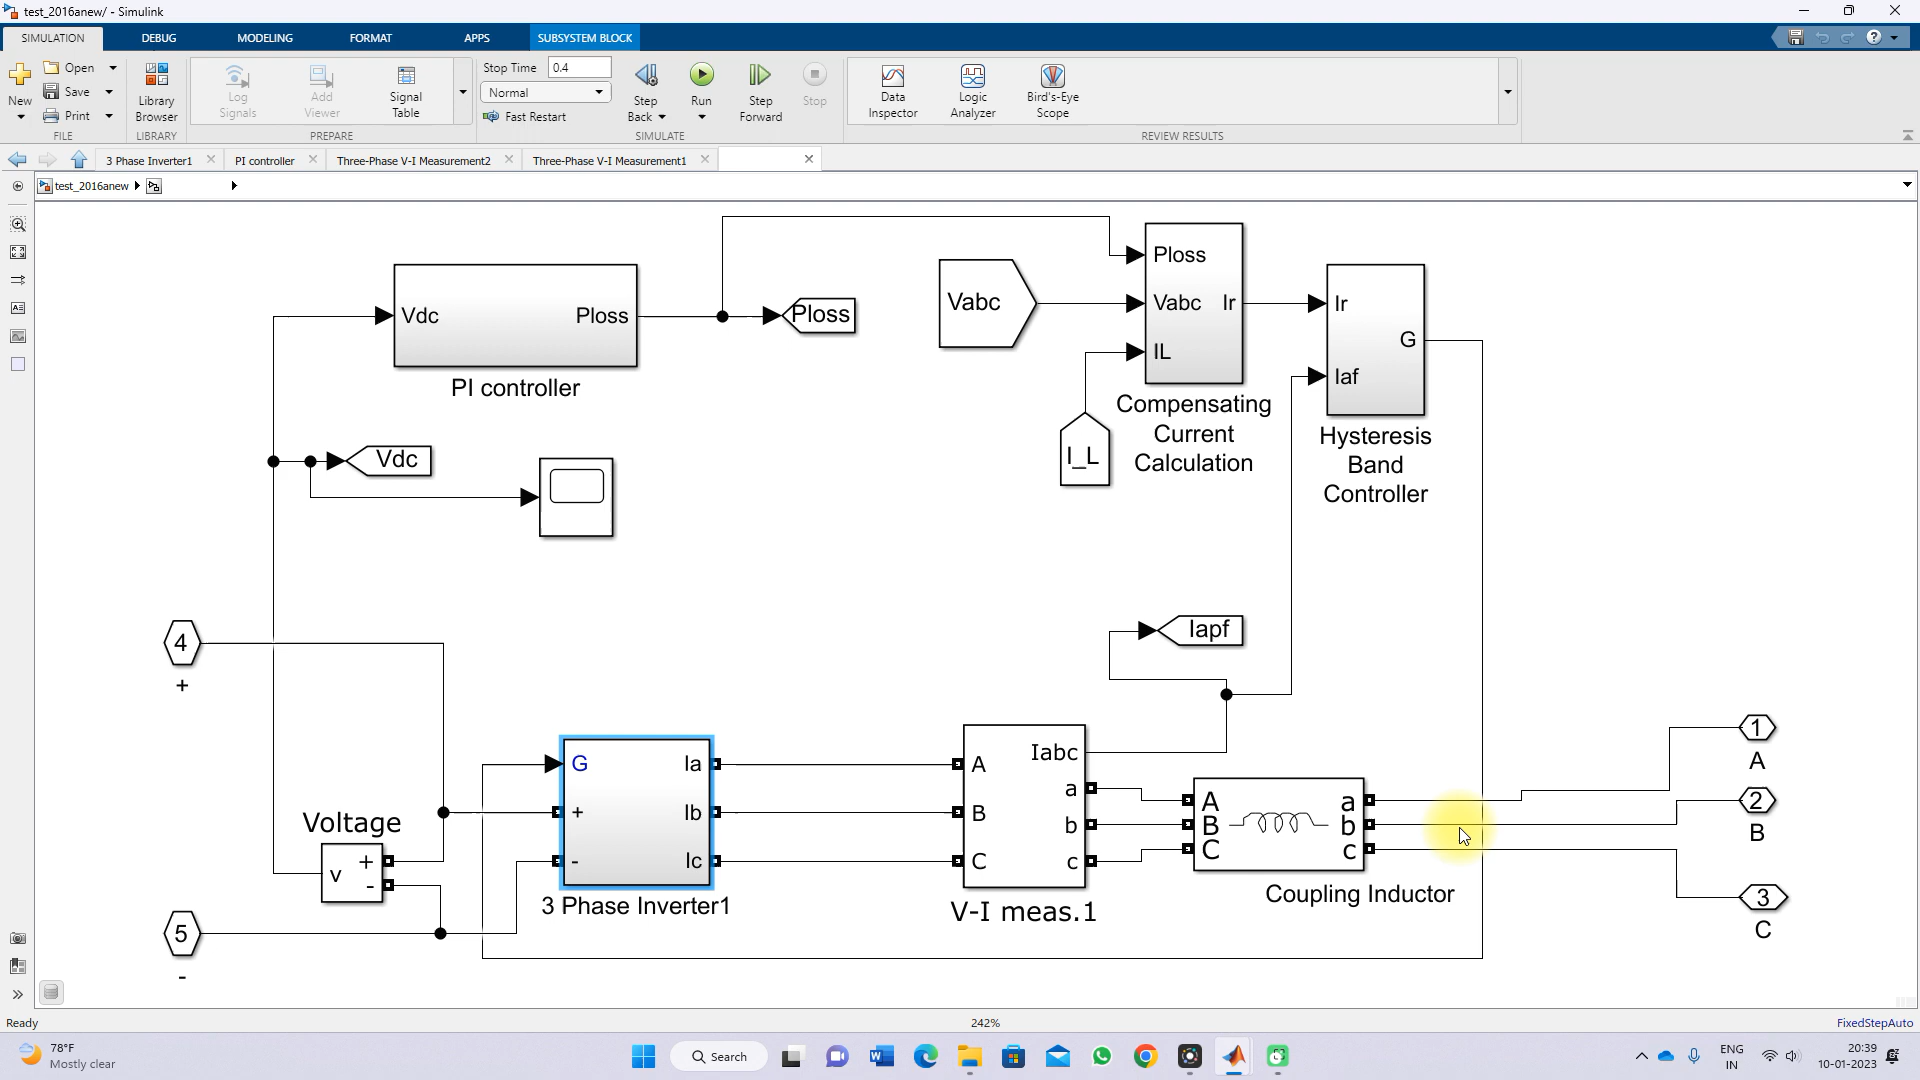 test_2016anew/ - Simulink
SIMULATION
DEBUG
MODELING
FORMAT
APPS
SUBSYSTEM BLOCK
New
Open
Save
Print
FILE
Library
Browser
LIBRARY
Log
Signals
Add
Viewer
Signal
Table
PREPARE
Stop Time 0.4
Normal
Fast Restart
Step
Back
Run
Step
Forward
Stop
SIMULATE
Data
Inspector
Logic
Analyzer
Bird's-Eye
Scope
REVIEW RESULTS
3 Phase Inverter1
PI controller
Three-Phase V-I Measurement2
Three-Phase V-I Measurement1
test_2016anew
Vdc
Ploss
PI controller
Ploss
Vabc
Ploss
Vabc
Ir
IL
Compensating
Current
Calculation
I_L
Ir
G
Iaf
Hysteresis
Band
Controller
Vdc
4
+
5
-
Voltage
v
+
-
G
Ia
+
Ib
-
Ic
3 Phase Inverter1
Iapf
A
Iabc
a
B
b
C
c
V-I meas.1
A
a
B
b
C
c
Coupling Inductor
1
A
2
B
3
C
Ready
242%
FixedStepAuto
78°F
Mostly clear
Search
ENG
IN
20:39
10-01-2023